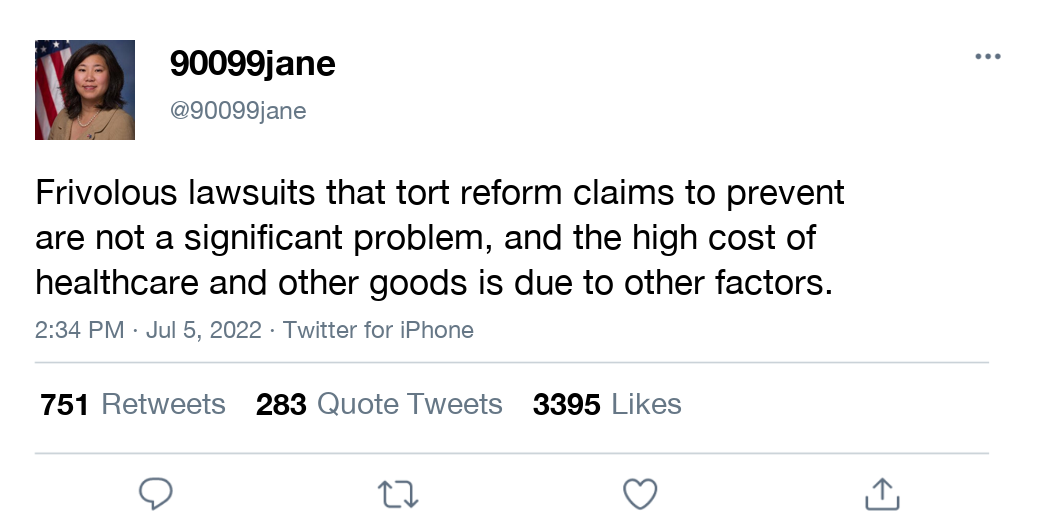 90099jane
@90099jane
Frivolous lawsuits that tort reform claims to prevent
are not a significant problem, and the high cost of
healthcare and other goods is due to other factors.
2:34 PM · Jul 5, 2022 · Twitter for iPhone
751 Retweets 283 Quote Tweets 3395 Likes